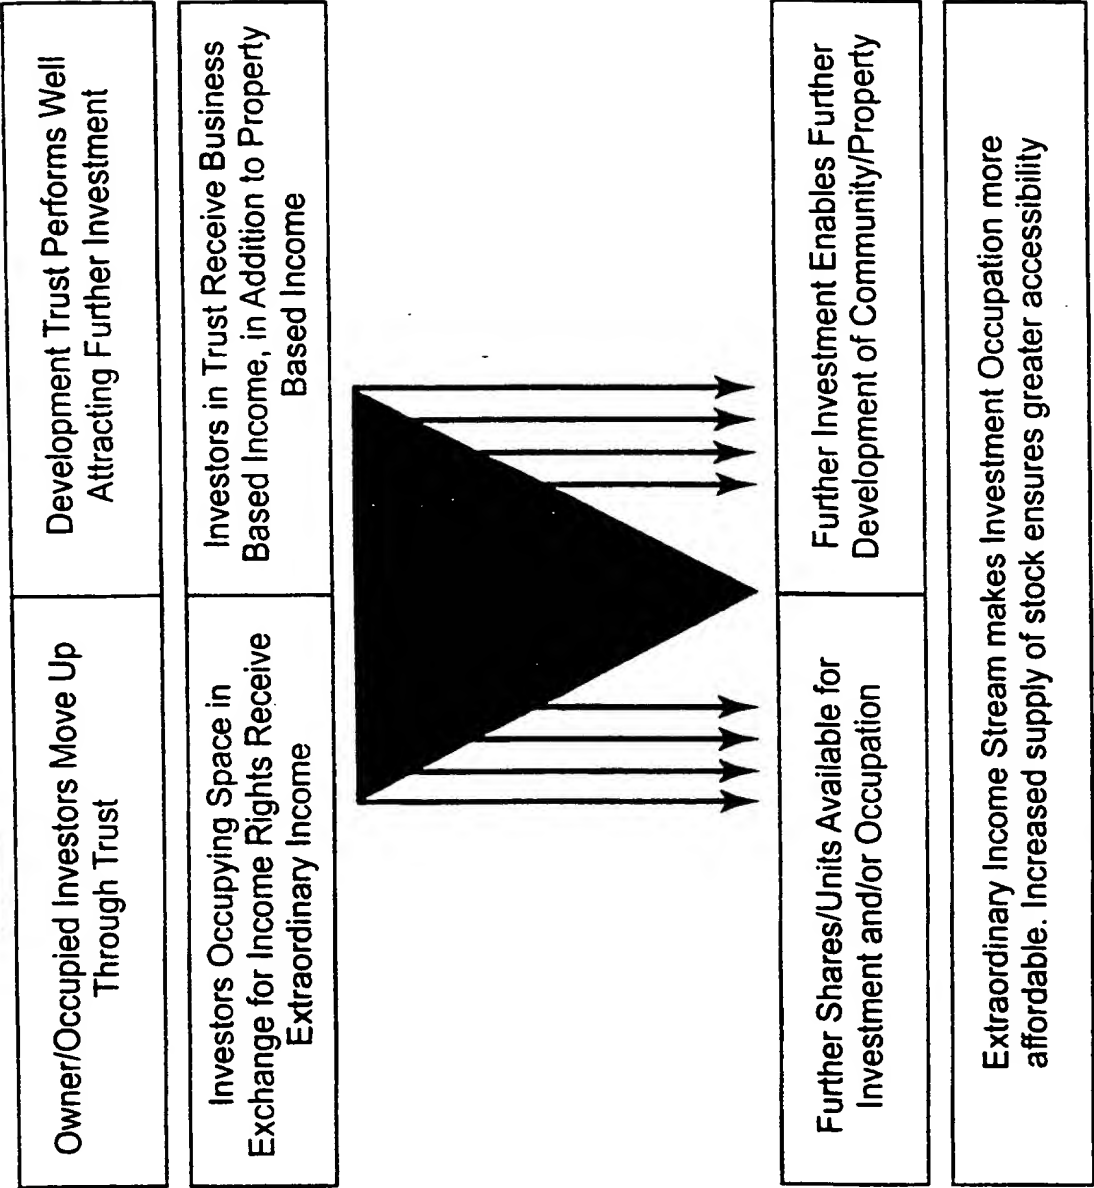 Owner/Occupied Investors Move Up
Through Trust
Development Trust Performs Well
Attracting Further Investment
Investors Occupying Space in
Exchange for Income Rights Receive
Extraordinary Income
Investors in Trust Receive Business
Based Income, in Addition to Property
Based Income
Further Shares/Units Available for
Investment and/or Occupation
Further Investment Enables Further
Development of Community/Property
Extraordinary Income Stream makes Investment Occupation more
affordable. Increased supply of stock ensures greater accessibility